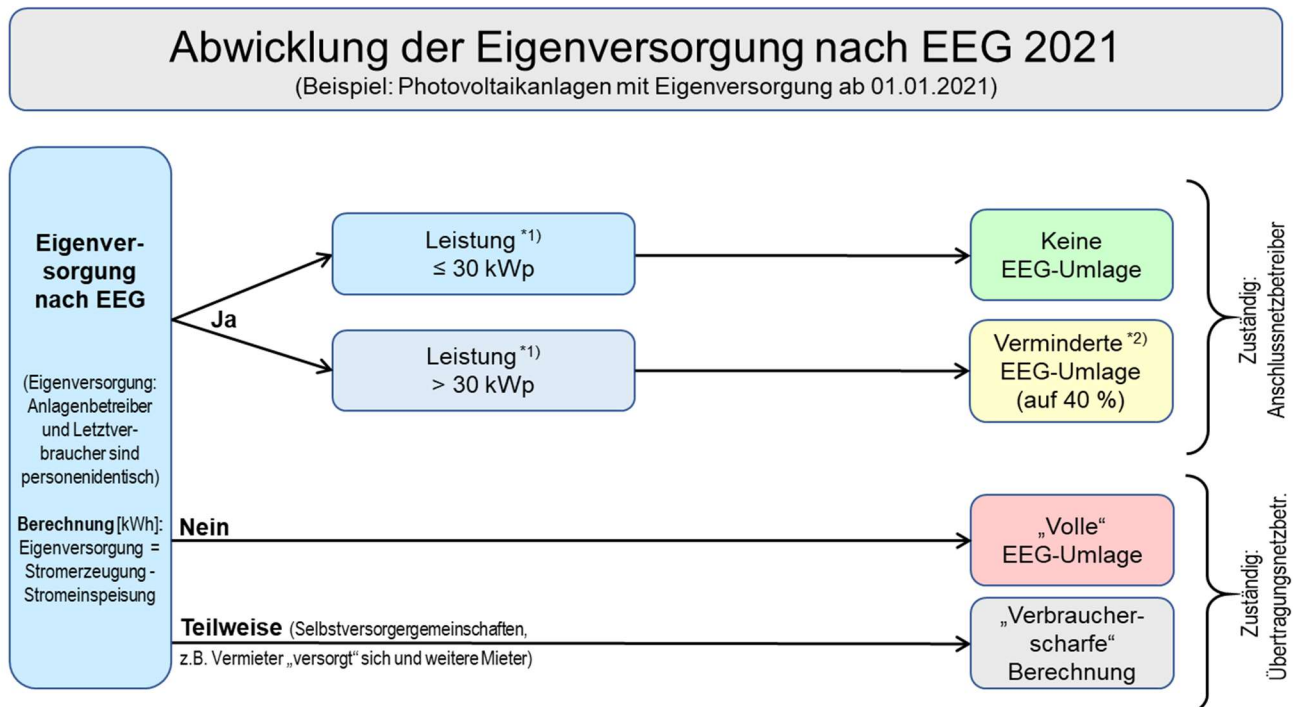 Abwicklung der Eigenversorgung nach EEG 2021
(Beispiel: Photovoltaikanlagen mit Eigenversorgung ab 01.01.2021)
Eigenver-
sorgung
nach EEG
(Eigenversorgung:
Anlagenbetreiber
und Letztver-
braucher sind
personenidentisch)
Berechnung [kWh]:
Eigenversorgung =
Stromerzeugung -
Stromeinspeisung
Ja
Leistung *1)
≤ 30 kWp
Keine
EEG-Umlage
Leistung *1)
> 30 kWp
Verminderte *2)
EEG-Umlage
(auf 40 %)
Zuständig:
Anschlussnetzbetreiber
Nein
„Volle“
EEG-Umlage
Teilweise (Selbstversorgergemeinschaften,
z.B. Vermieter „versorgt“ sich und weitere Mieter)
„Verbraucher-
scharfe“
Berechnung
Zuständig:
Übertragungsnetzbetr.